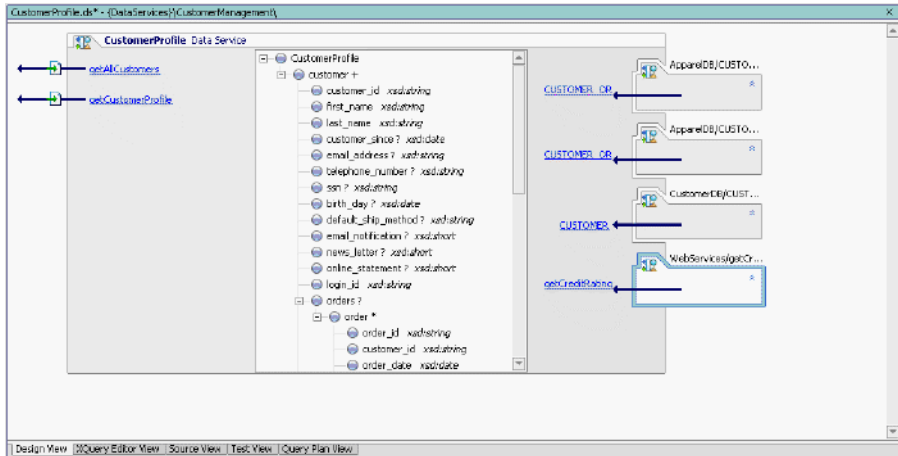 CustomerProfile.ds* - {DataServices}\CustomerManagement\
CustomerProfile Data Service
getAllCustomers
getCustomerProfile
CustomerProfile
customer +
customer_id xsd:string
first_name xsd:string
last_name xsd:string
customer_since ? xsd:date
email_address ? xsd:string
telephone_number ? xsd:string
ssn ? xsd:string
birth_day ? xsd:date
default_ship_method ? xsd:string
email_notification ? xsd:short
news_letter ? xsd:short
online_statement ? xsd:short
login_id xsd:string
orders ?
order *
order_id xsd:string
customer_id xsd:string
order_date xsd:date
ApparelDB/CUSTO...
CUSTOMER_OR
ApparelDB/CUSTO...
CUSTOMER_OR
CustomerDB/CUST...
CUSTOMER
WebServices/getCr...
getCreditRating
Design View XQuery Editor View Source View Test View Query Plan View